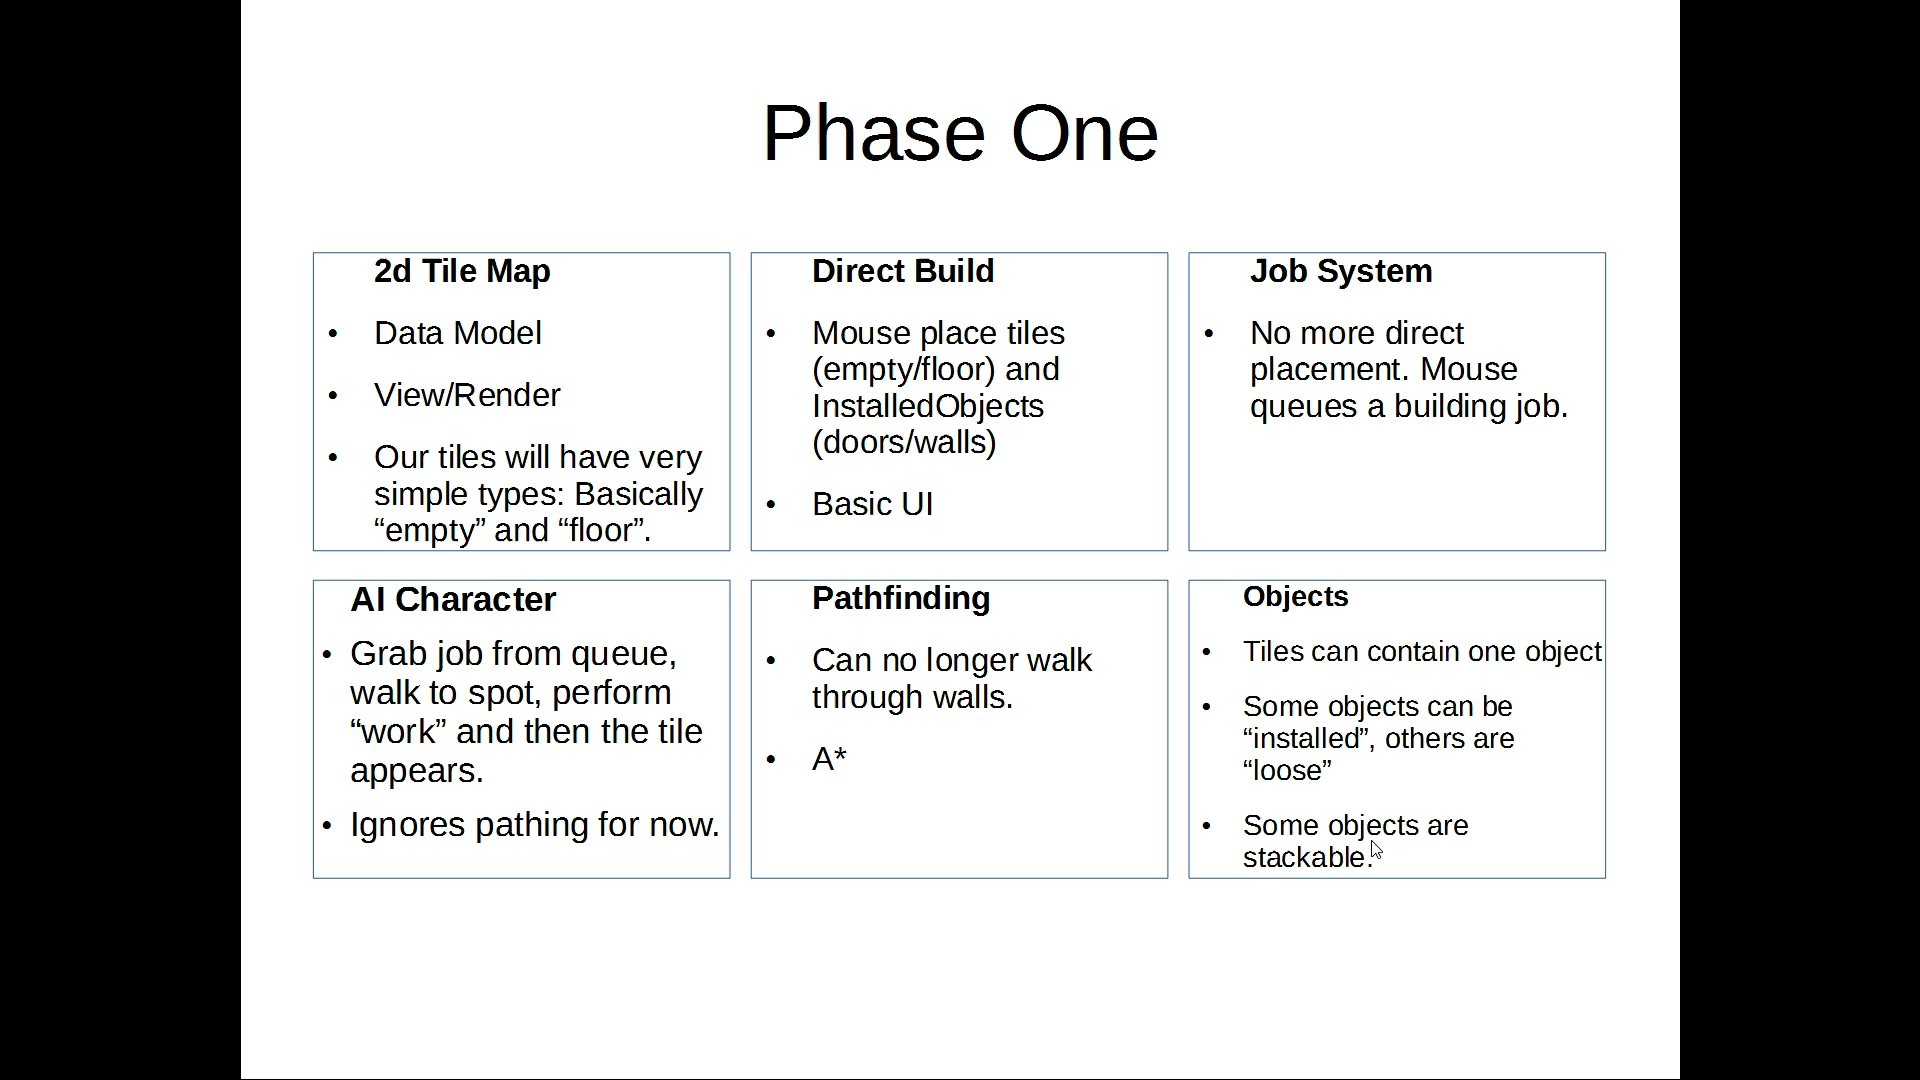 Phase One
2d Tile Map
• Data Model
• View/Render
• Our tiles will have very
simple types: Basically
“empty” and “floor”.
Direct Build
• Mouse place tiles
(empty/floor) and
InstalledObjects
(doors/walls)
• Basic UI
Job System
• No more direct
placement. Mouse
queues a building job.
AI Character
• Grab job from queue,
walk to spot, perform
“work” and then the tile
appears.
• Ignores pathing for now.
Pathfinding
• Can no longer walk
through walls.
• A*
Objects
• Tiles can contain one object
• Some objects can be
“installed”, others are
“loose”
• Some objects are
stackable.